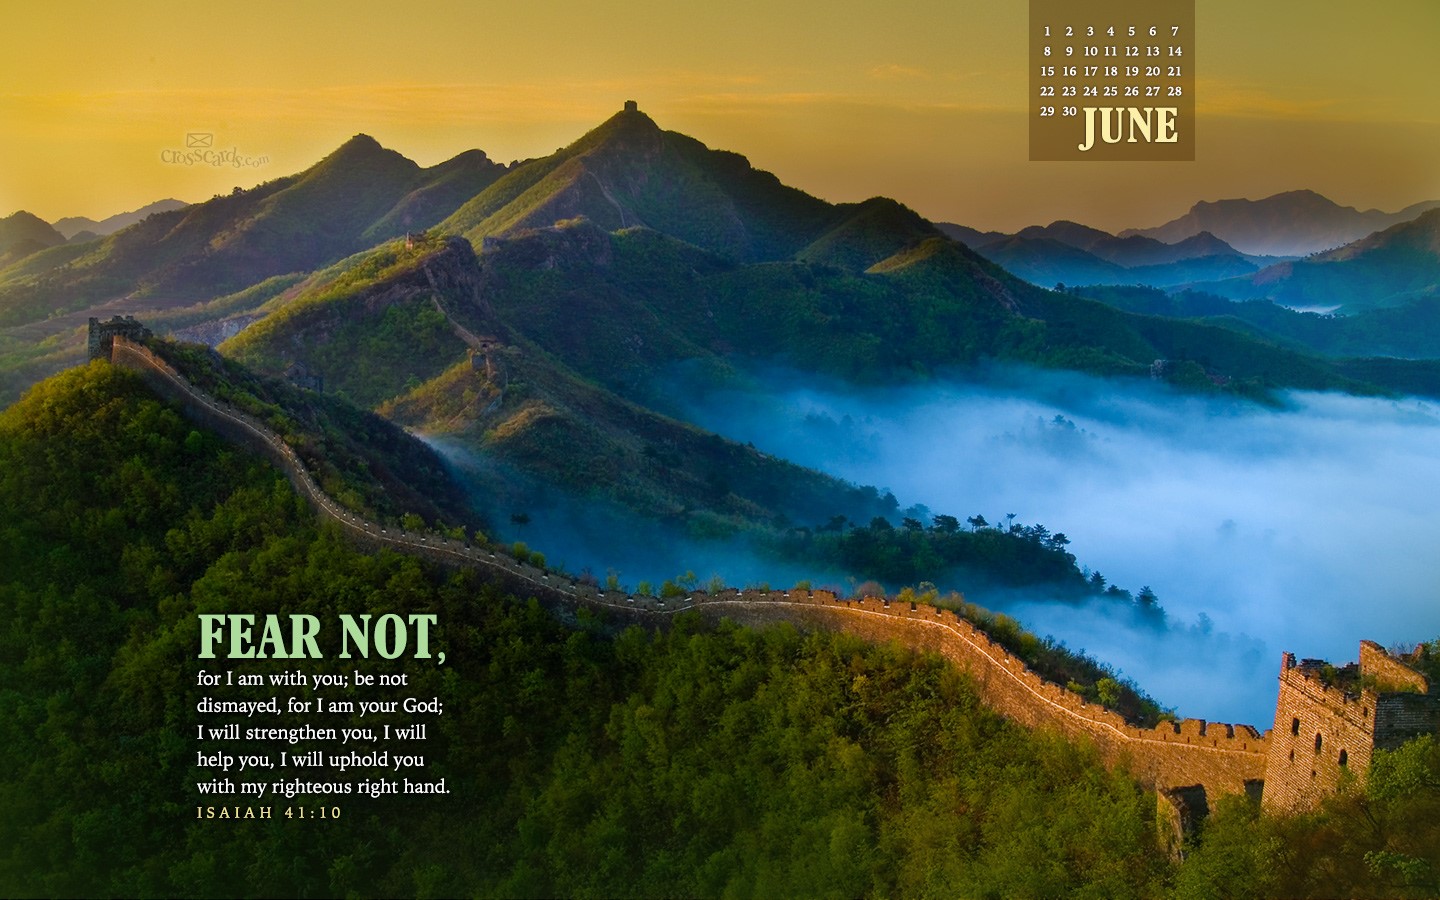 1 2 3 4 5 6 7
8 9 10 11 12 13 14
15 16 17 18 19 20 21
22 23 24 25 26 27 28
29 30
JUNE
crosscards.com
FEAR NOT,
for I am with you; be not
dismayed, for I am your God;
I will strengthen you, I will
help you, I will uphold you
with my righteous right hand.
ISAIAH 41:10